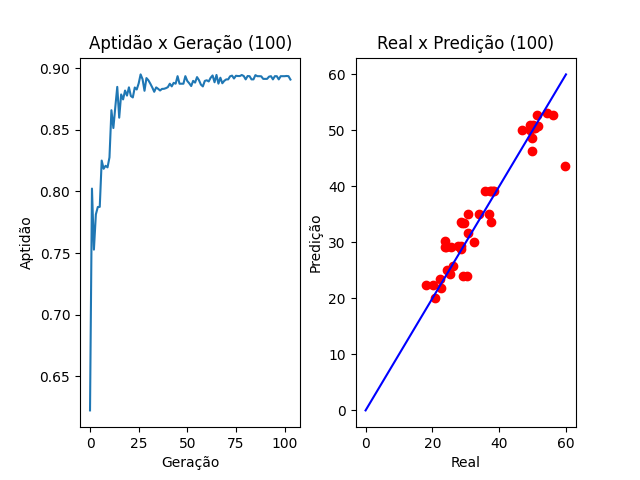 Aptidão x Geração (100)
Aptidão
0.90
0.85
0.80
0.75
0.70
0.65
0 25 50 75 100
Geração
Real x Predição (100)
Predição
60
50
40
30
20
10
0
0 20 40 60
Real